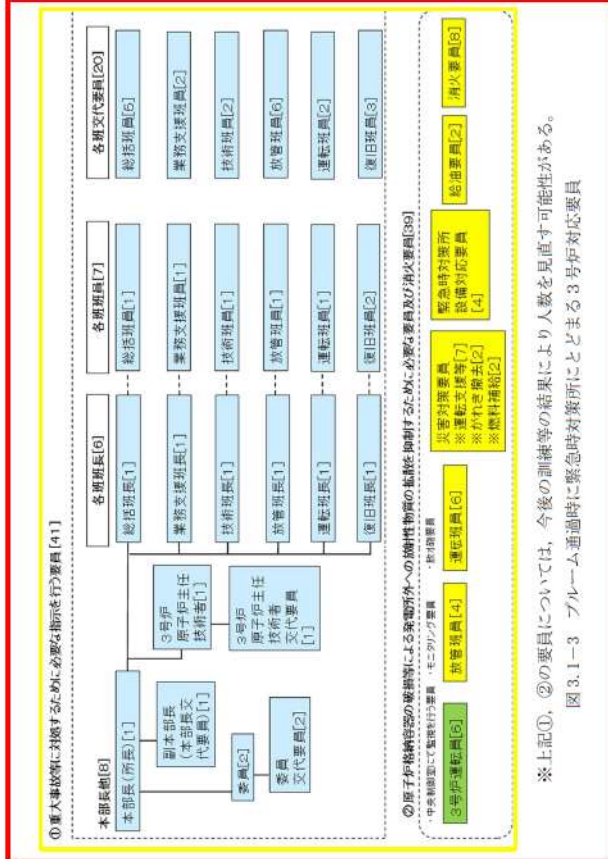 ①重大事故等に対処するために必要な指示を行う要員[41]
本部長他[8]
本部長(所長)[1]
副本部長
(本部長交
代要員)[1]
委員[2]
委員
交代要員[2]
3号炉
原子炉主任
技術者[1]
3号炉
原子炉主任
技術者
交代要員
[1]
各班班長[6]
各班班員[7]
各班交代要員[20]
総括班長[1]
総括班員[1]
総括班員[5]
業務支援班長[1]
業務支援班員[1]
業務支援班員[2]
技術班長[1]
技術班員[1]
技術班員[2]
放管班長[1]
放管班員[1]
放管班員[6]
運転班長[1]
運転班員[1]
運転班員[2]
復旧班長[1]
復旧班員[2]
復旧班員[3]
②原子炉格納容器の破損等による発電所外への放射性物質の拡散を抑制するために必要な要員及び消火要員[39]
・中央制御室にて監視を行う要員
・モニタリング要員
・放水砲要員
3号炉運転員[6]
放管班員[4]
運転班員[6]
災害対策要員
※運転支援等[7]
※がれき撤去[2]
※燃料補給[2]
緊急時対策所
設備対応要員
[4]
給油要員[2]
消火要員[8]
※上記①,②の要員については,今後の訓練等の結果により人数を見直す可能性がある。
図3.1-3 プルーム通過時に緊急時対策所にとどまる3号炉対応要員